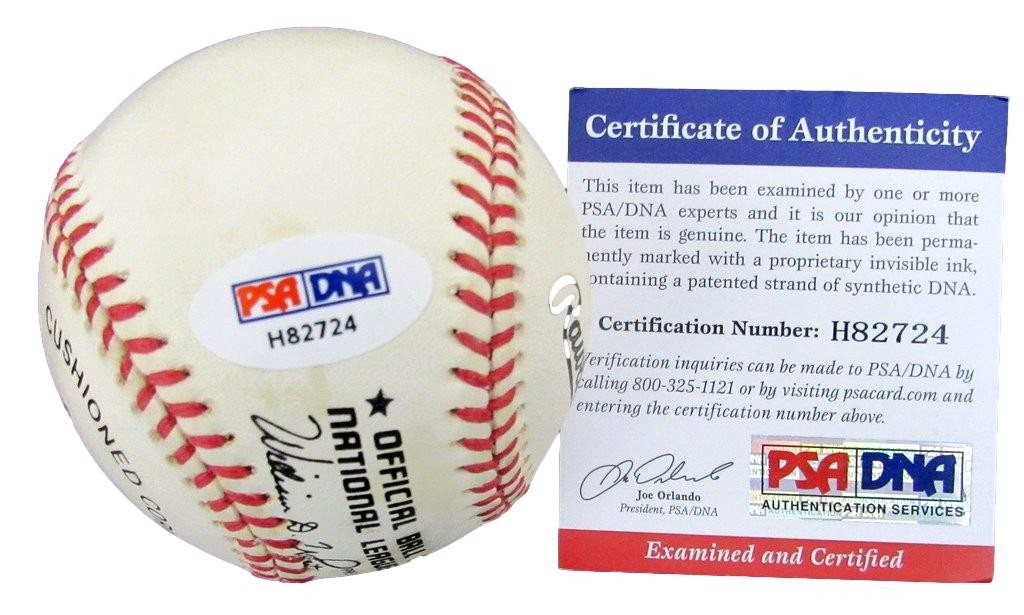 PSA DNA
H82724
OFFICIAL BALL
NATIONAL LEAGUE
William D.
CUSHIONED
Certificate of Authenticity
This item has been examined by one or more
PSA/DNA experts and it is our opinion that
the item is genuine. The item has been perma-
nently marked with a proprietary invisible ink,
containing a patented strand of synthetic DNA.
Certification Number: H82724
Verification inquiries can be made to PSA/DNA by
calling 800-325-1121 or by visiting psacard.com and
entering the certification number above.
Joe Orlando
President, PSA/DNA
PSA DNA
AUTHENTICATION SERVICES
Examined and Certified